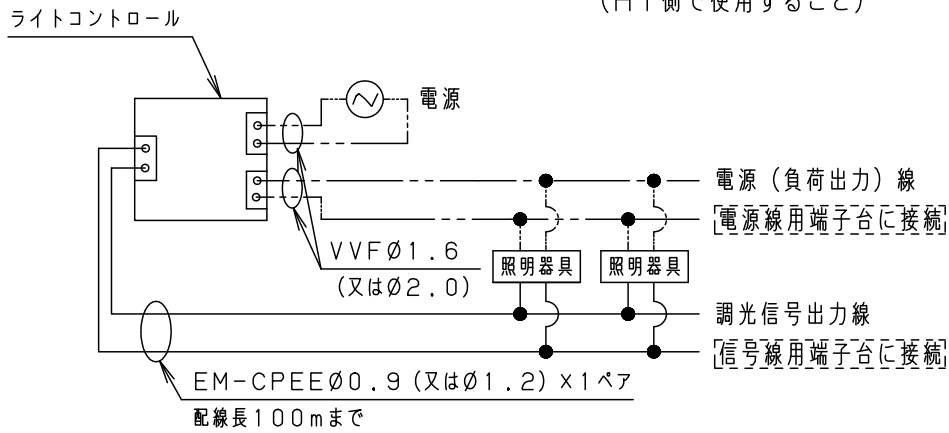 (H1側で使用すること)
ライトコントロール
電源
電源(負荷出力)線
電源線用端子台に接続
VVFØ1.6
(又はØ2.0)
照明器具 照明器具
調光信号出力線
信号線用端子台に接続
EM-CPEEØ0.9(又はØ1.2)×1ペア
配線長100mまで